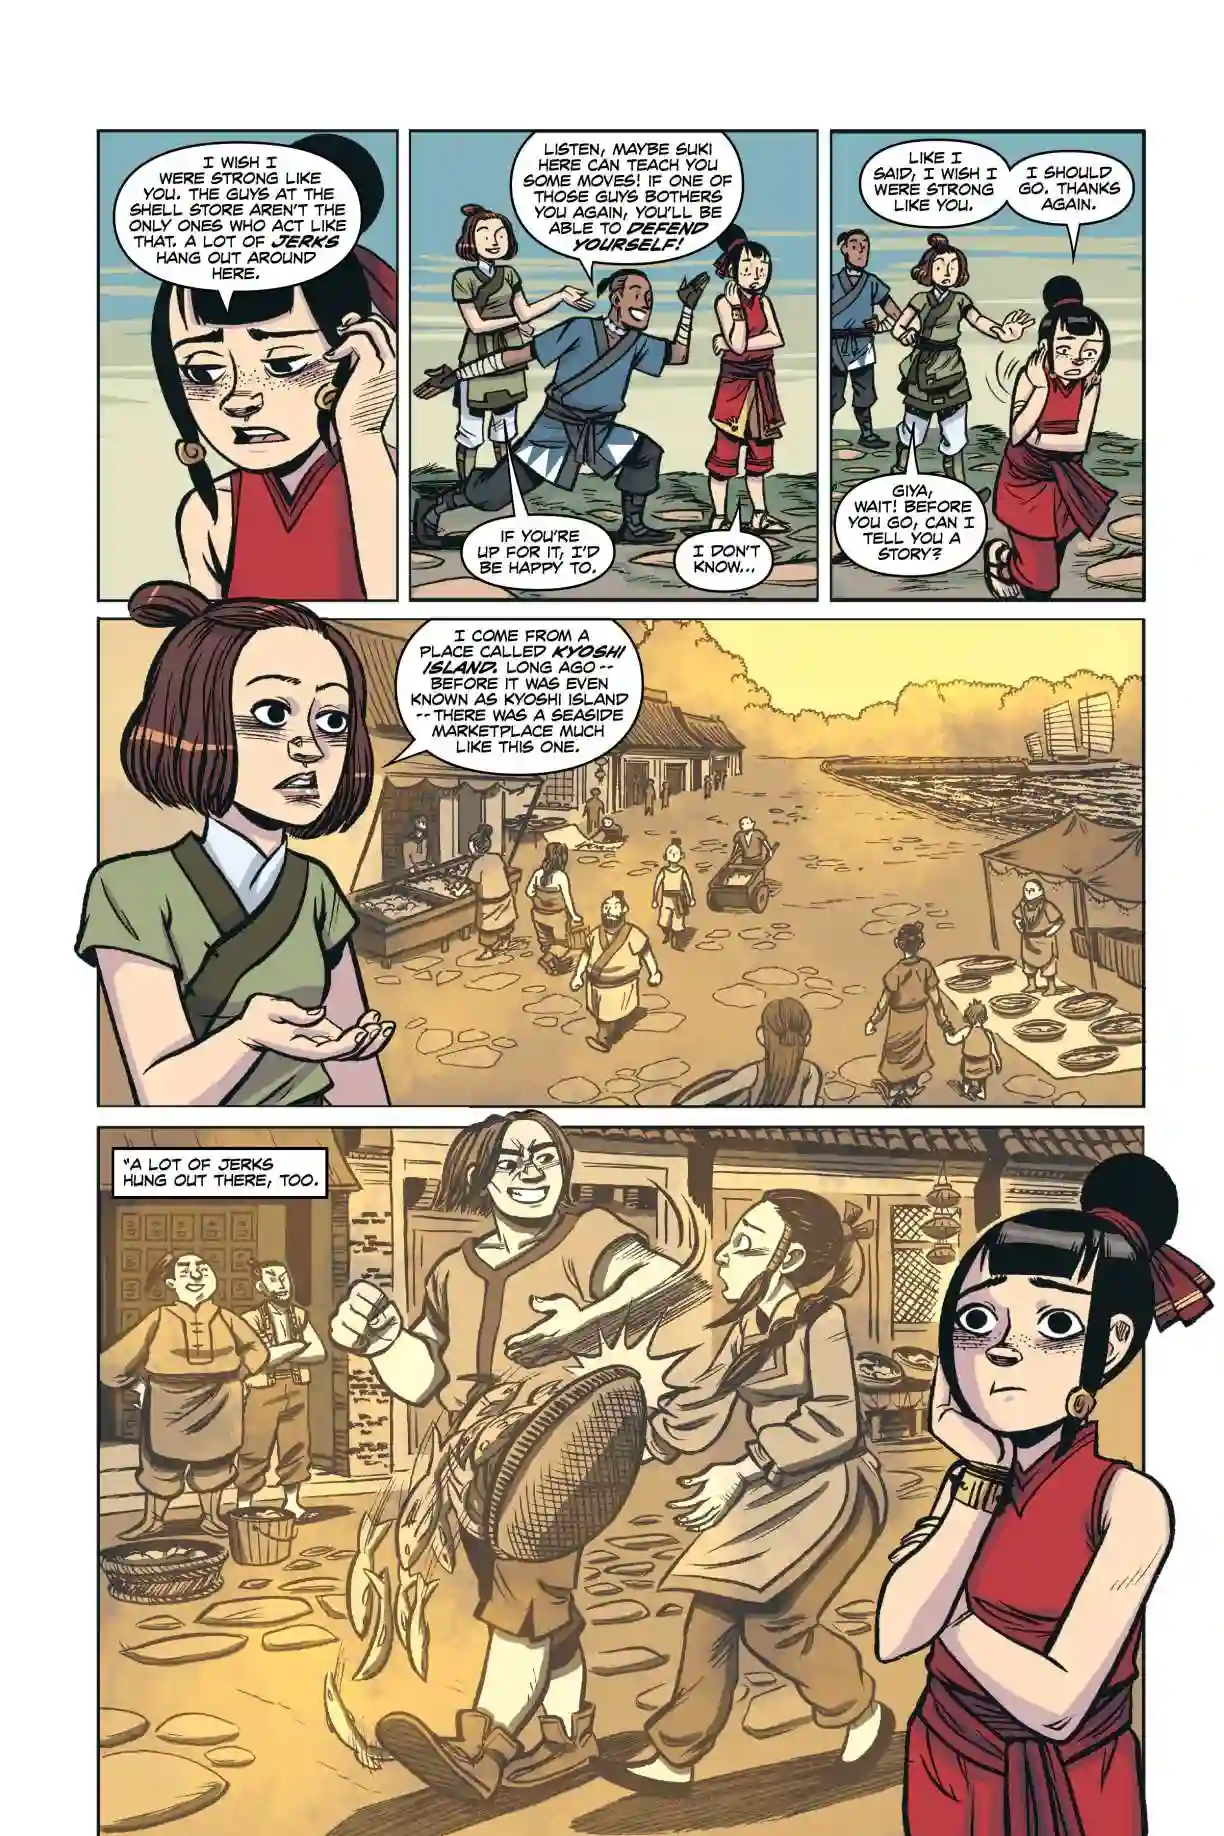 I WISH I
WERE STRONG LIKE
YOU. THE GUYS AT THE
SHELL STORE AREN'T THE
ONLY ONES WHO ACT LIKE
THAT. A LOT OF JERKS
HANG OUT AROUND
HERE.
LISTEN, MAYBE SUKI
HERE CAN TEACH YOU
SOME MOVES! IF ONE OF
THOSE GUYS BOTHERS
YOU AGAIN, YOU'LL BE
ABLE TO DEFEND
YOURSELF!
IF YOU'RE
UP FOR IT, I'D
BE HAPPY TO.
I DON'T
KNOW...
LIKE I
SAID, I WISH I
WERE STRONG
LIKE YOU.
I SHOULD
GO. THANKS
AGAIN.
GIYA,
WAIT! BEFORE
YOU GO, CAN I
TELL YOU A
STORY?
I COME FROM A
PLACE CALLED KYOSHI
ISLAND. LONG AGO --
BEFORE IT WAS EVEN
KNOWN AS KYOSHI ISLAND
-- THERE WAS A SEASIDE
MARKETPLACE MUCH
LIKE THIS ONE.
"A LOT OF JERKS
HUNG OUT THERE, TOO.